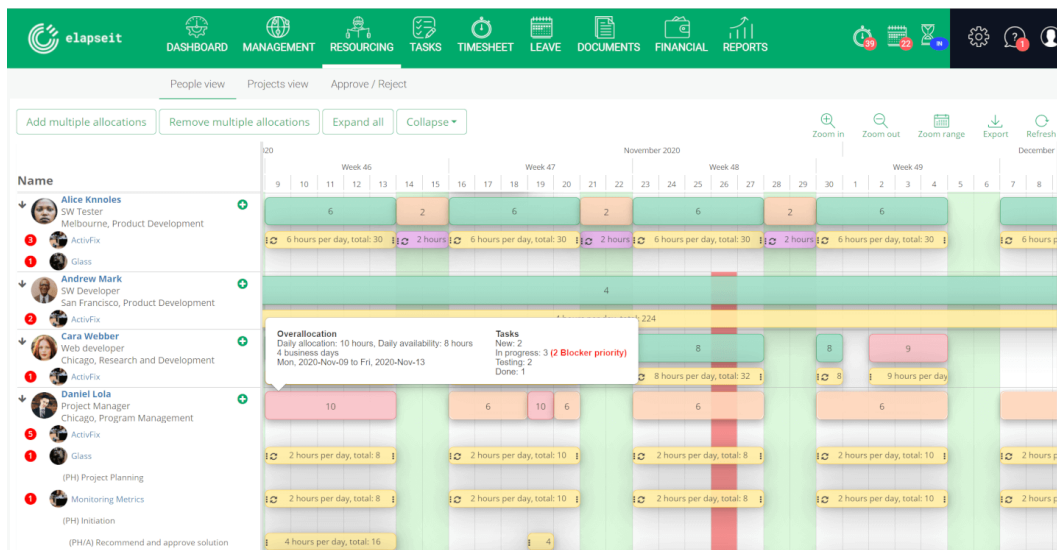 elapseit
DASHBOARD MANAGEMENT RESOURCING TASKS TIMESHEET LEAVE DOCUMENTS FINANCIAL REPORTS
39 22 IN 1
People view Projects view Approve / Reject
Add multiple allocations Remove multiple allocations Expand all Collapse
Zoom in Zoom out Zoom range Export Refresh
November 2020 December
Week 46 Week 47 Week 48 Week 49
Name
9 10 11 12 13 14 15 16 17 18 19 20 21 22 23 24 25 26 27 28 29 30 1 2 3 4 5 6 7 8
Alice Knnoles
SW Tester
Melbourne, Product Development
6 2 6 2 6 2 6
3 ActivFix
6 hours per day, total: 30 2 hours 6 hours per day, total: 30 2 hours 6 hours per day, total: 30 2 hours 6 hours per day, total: 30 6 hours p
1 Glass
Andrew Mark
SW Developer
San Francisco, Product Development
4
2 ActivFix
224
Cara Webber
Web developer
Chicago, Research and Development
8 8 9
1 ActivFix
8 hours per day, total: 32 8 9 hours per day
Overallocation
Daily allocation: 10 hours, Daily availability: 8 hours
4 business days
Mon, 2020-Nov-09 to Fri, 2020-Nov-13
Tasks
New: 2
In progress: 3 (2 Blocker priority)
Testing: 2
Done: 1
Daniel Lola
Project Manager
Chicago, Program Management
10 6 10 6 6 6
5 ActivFix
1 Glass
2 hours per day, total: 8 2 hours per day, total: 10 2 hours per day, total: 8 2 hours per day, total: 10 2 hours p
(PH) Project Planning
1 Monitoring Metrics
2 hours per day, total: 8 2 hours per day, total: 10 2 hours per day, total: 8 2 hours per day, total: 10 2 hours p
(PH) Initiation
(PH/A) Recommend and approve solution
4 hours per day, total: 16 4